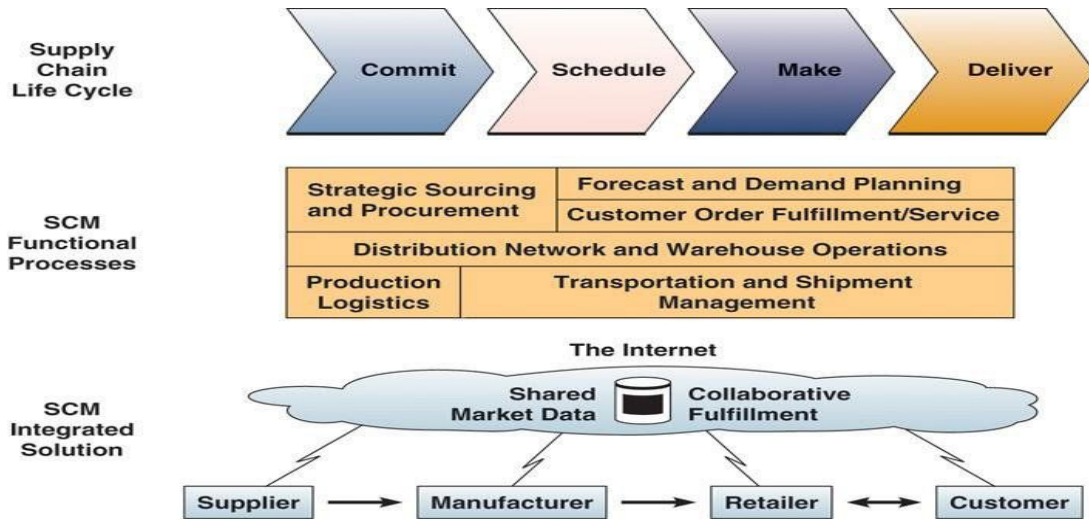 Supply
Chain
Life Cycle
Commit
Schedule
Make
Deliver
SCM
Functional
Processes
Strategic Sourcing
and Procurement
Forecast and Demand Planning
Customer Order Fulfillment/Service
Distribution Network and Warehouse Operations
Production
Logistics
Transportation and Shipment
Management
SCM
Integrated
Solution
The Internet
Shared
Market Data
Collaborative
Fulfillment
Supplier
Manufacturer
Retailer
Customer